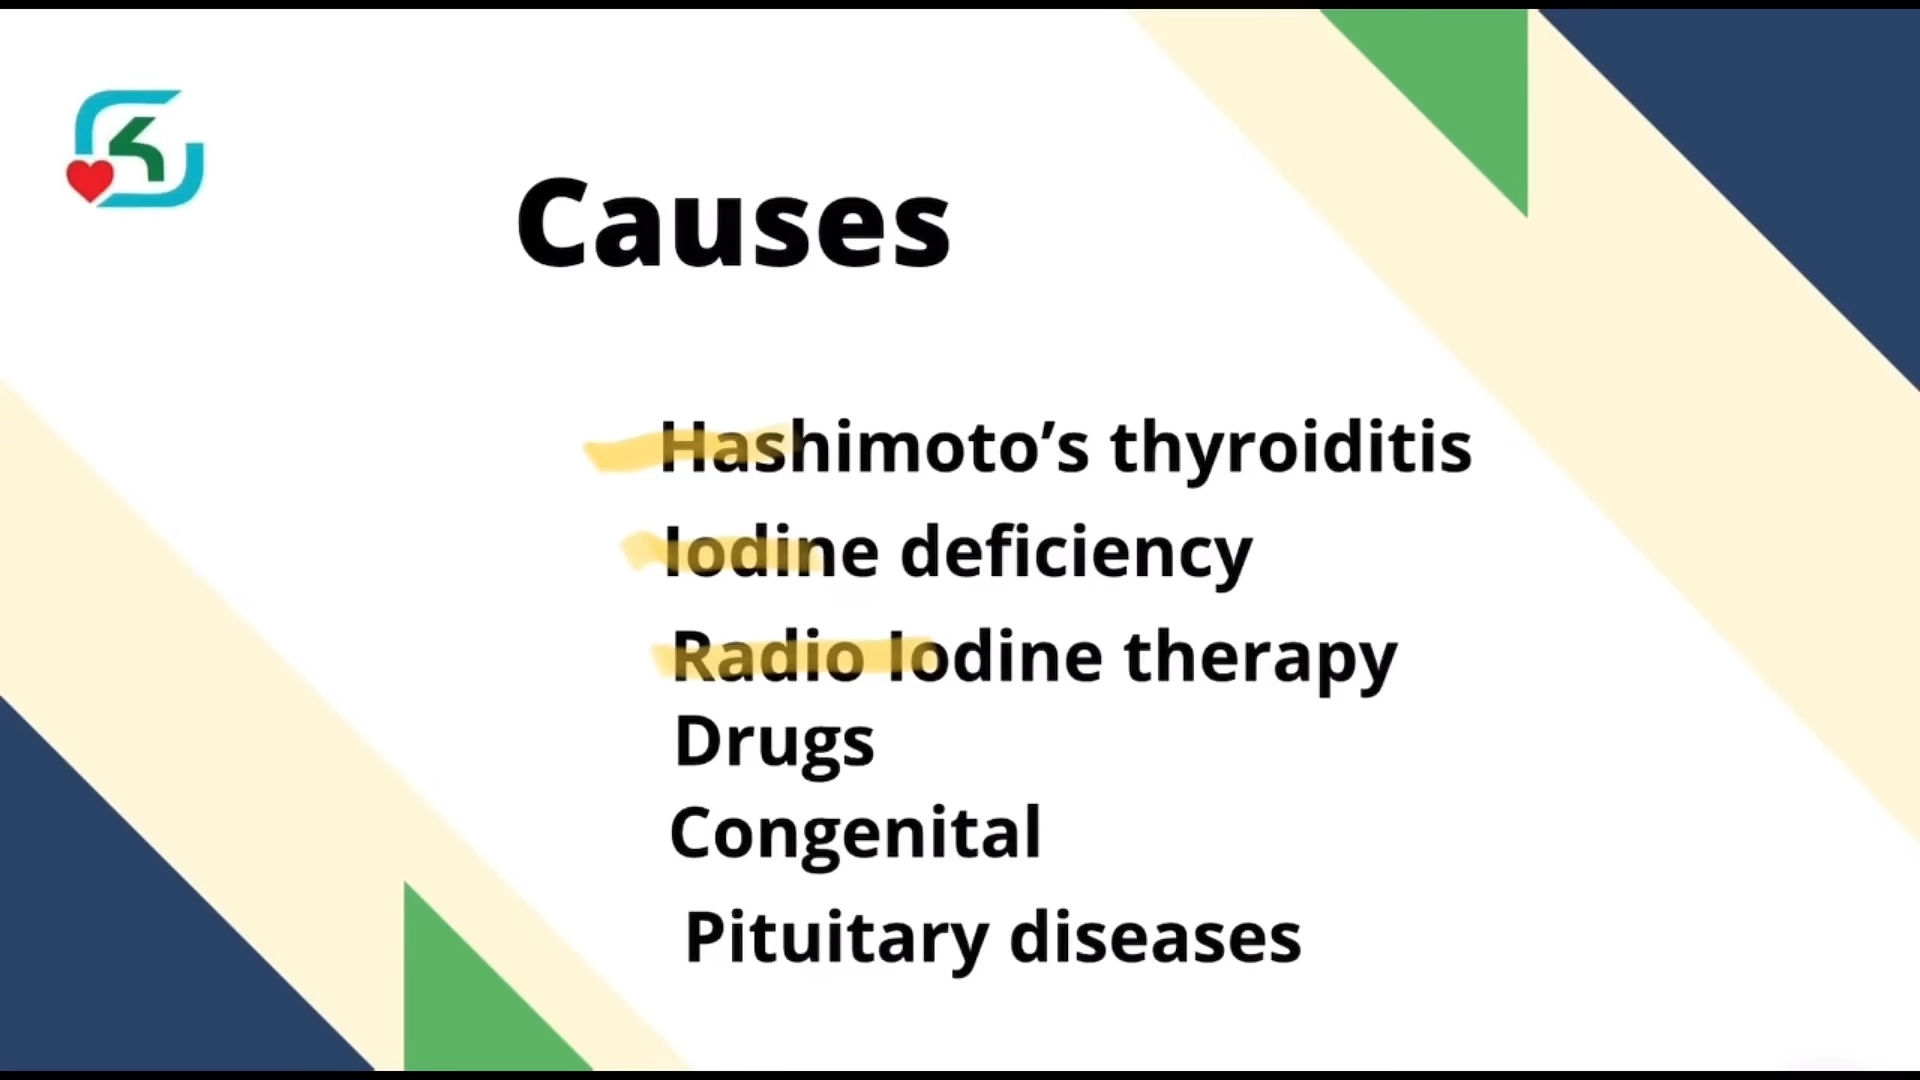 Causes
Hashimoto’s thyroiditis
Iodine deficiency
Radio Iodine therapy
Drugs
Congenital
Pituitary diseases